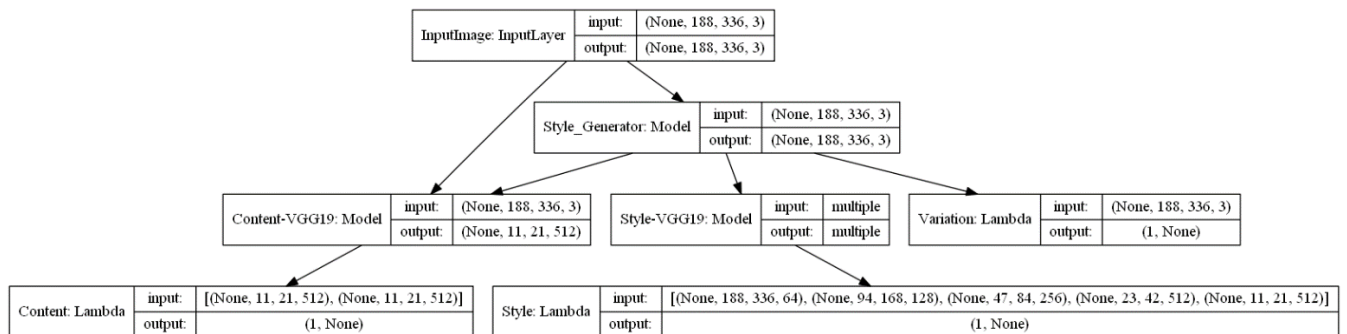 InputImage: InputLayer
input: (None, 188, 336, 3)
output: (None, 188, 336, 3)
Style_Generator: Model
input: (None, 188, 336, 3)
output: (None, 188, 336, 3)
Content-VGG19: Model
input: (None, 188, 336, 3)
output: (None, 11, 21, 512)
Style-VGG19: Model
input: multiple
output: multiple
Variation: Lambda
input: (None, 188, 336, 3)
output: (1, None)
Content: Lambda
input: [(None, 11, 21, 512), (None, 11, 21, 512)]
output: (1, None)
Style: Lambda
input: [(None, 188, 336, 64), (None, 94, 168, 128), (None, 47, 84, 256), (None, 23, 42, 512), (None, 11, 21, 512)]
output: (1, None)